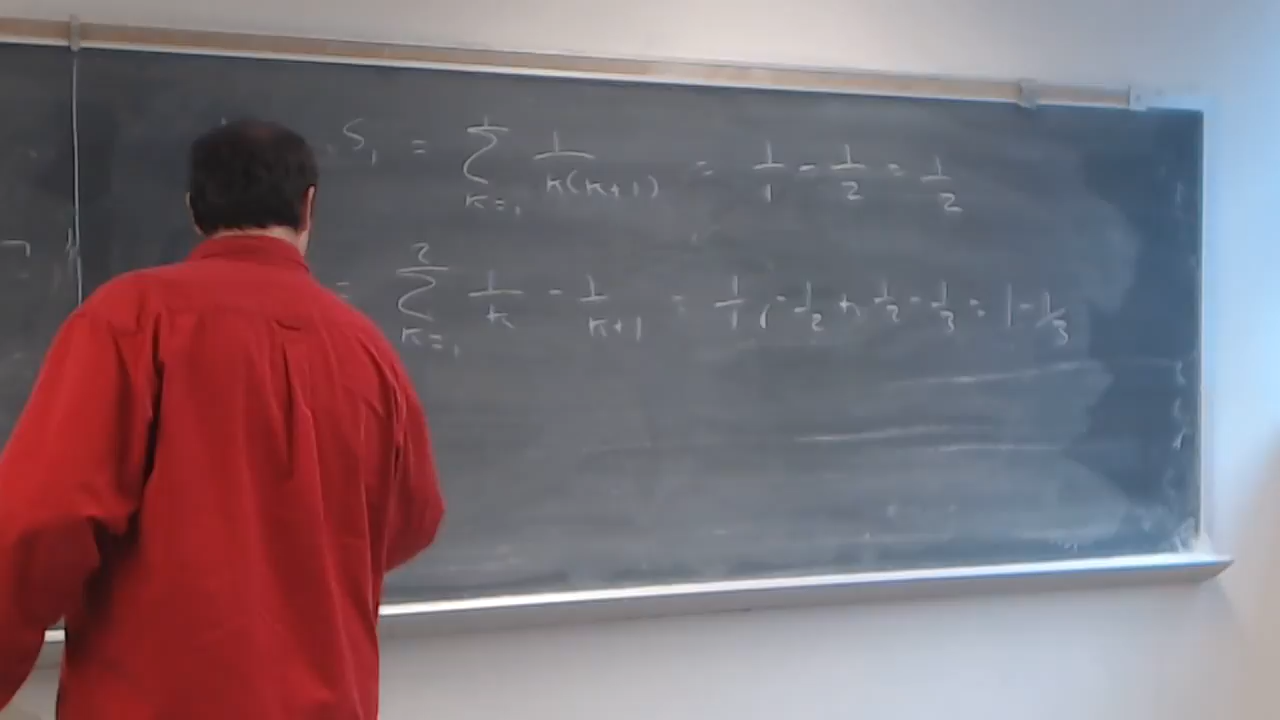 S₁ = ∑_{k=1}^{1} 1/(k(k+1)) = 1/1 - 1/2 = 1/2
= ∑_{k=1}^{2} 1/k - 1/(k+1) = 1/1 - 1/2 + 1/2 - 1/3 = 1 - 1/3